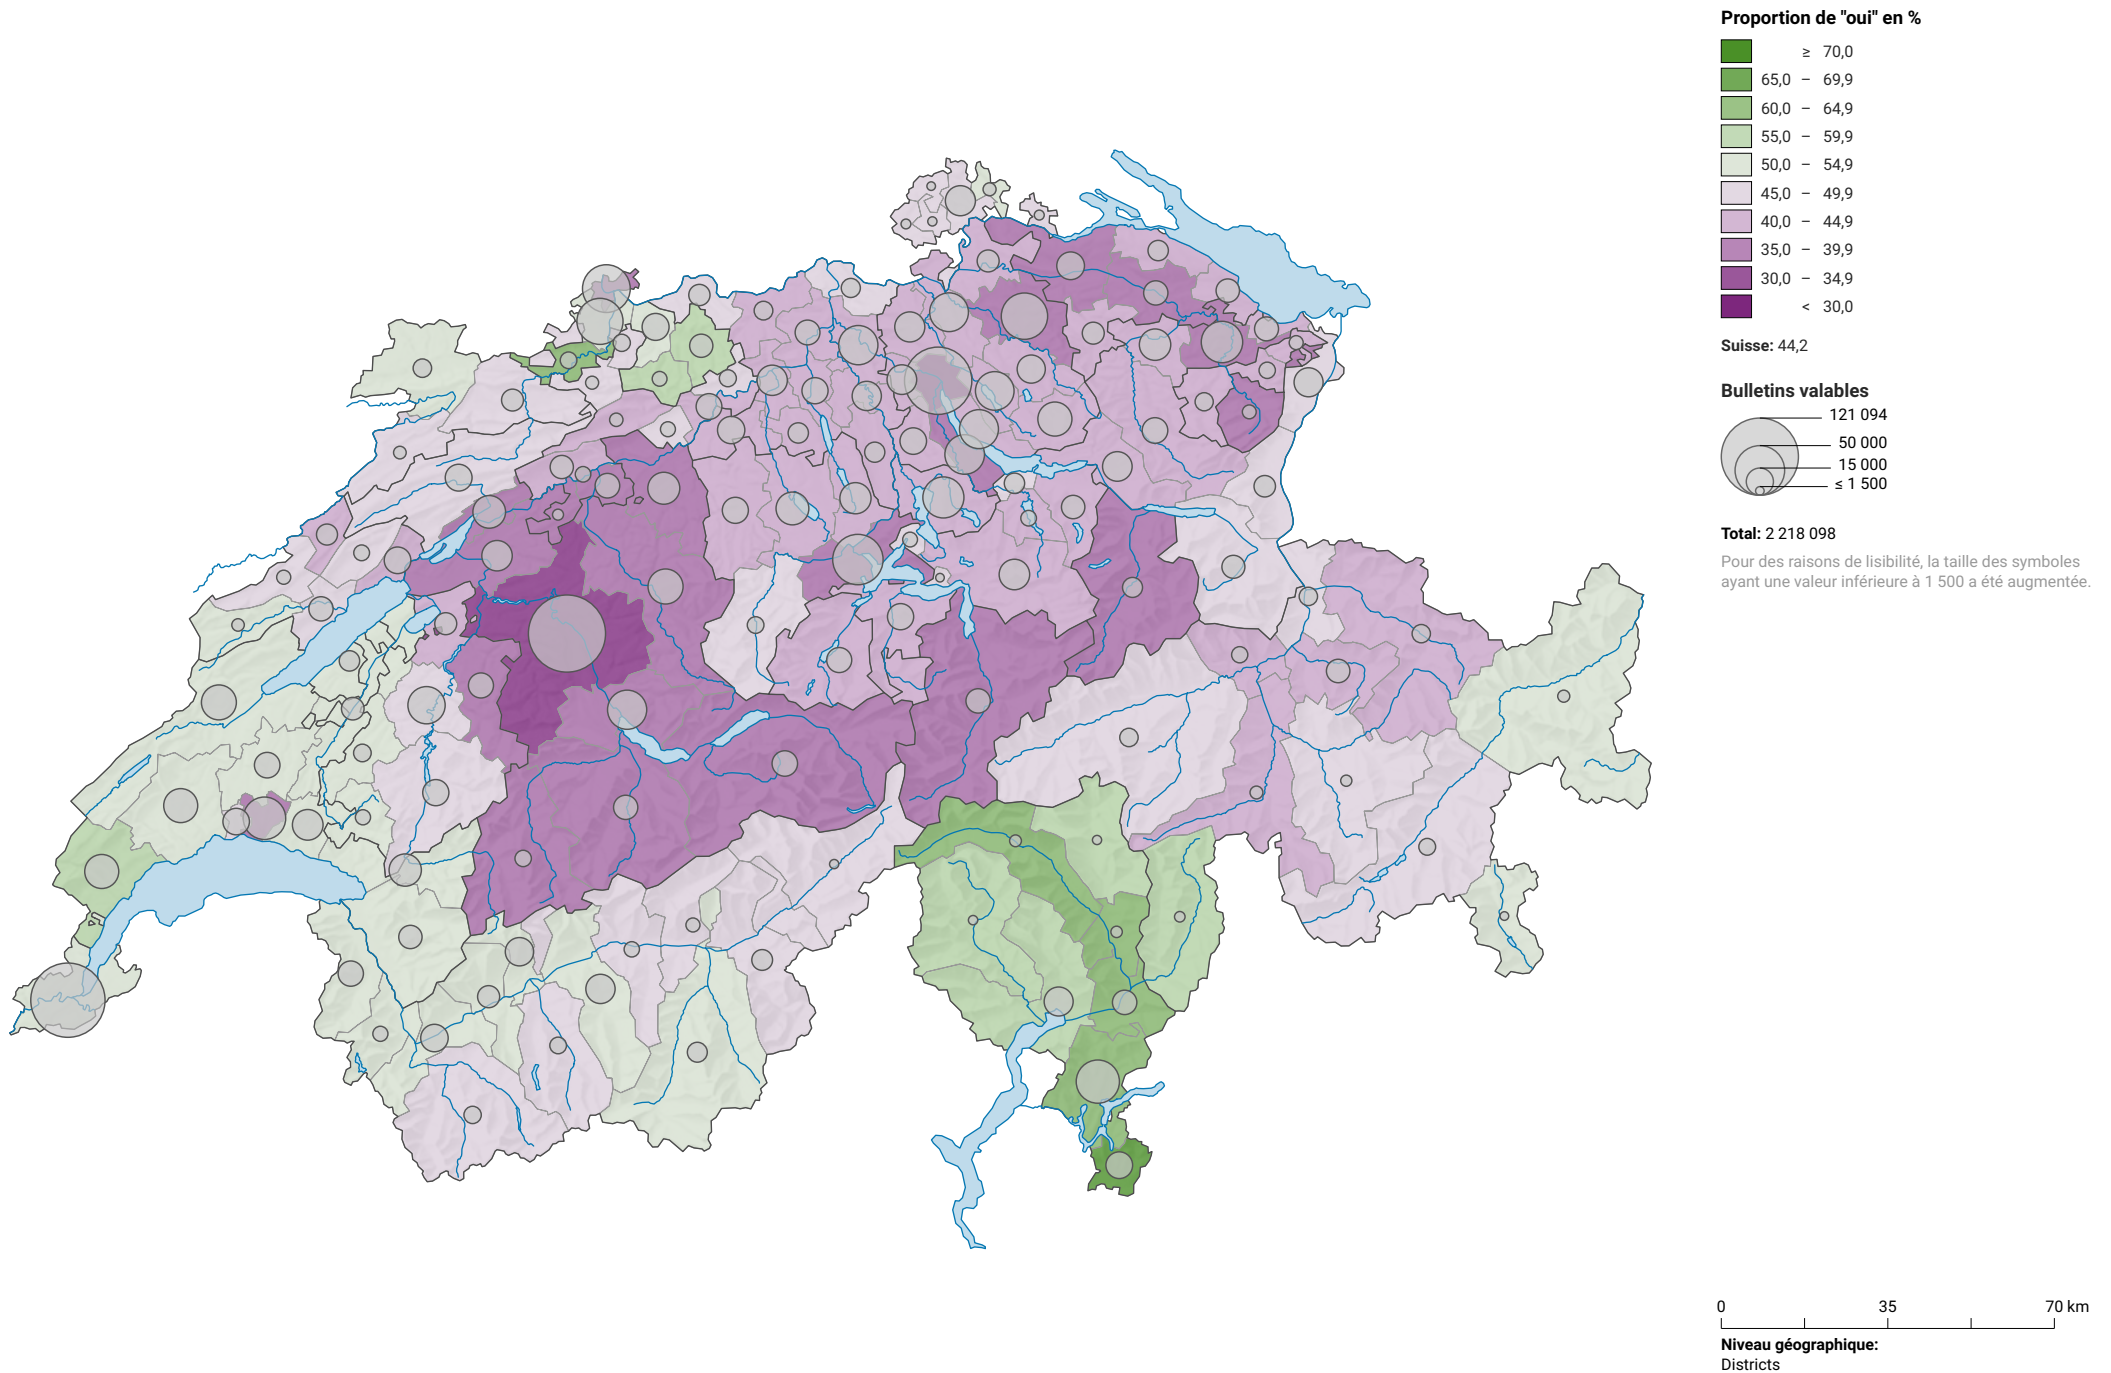 Proportion de "oui" en %
≥ 70,0
65,0 – 69,9
60,0 – 64,9
55,0 – 59,9
50,0 – 54,9
45,0 – 49,9
40,0 – 44,9
35,0 – 39,9
30,0 – 34,9
< 30,0
Suisse: 44,2
Bulletins valables
121 094
50 000
15 000
≤ 1 500
Total: 2 218 098
Pour des raisons de lisibilité, la taille des symboles
ayant une valeur inférieure à 1 500 a été augmentée.
0 35 70 km
Niveau géographique:
Districts